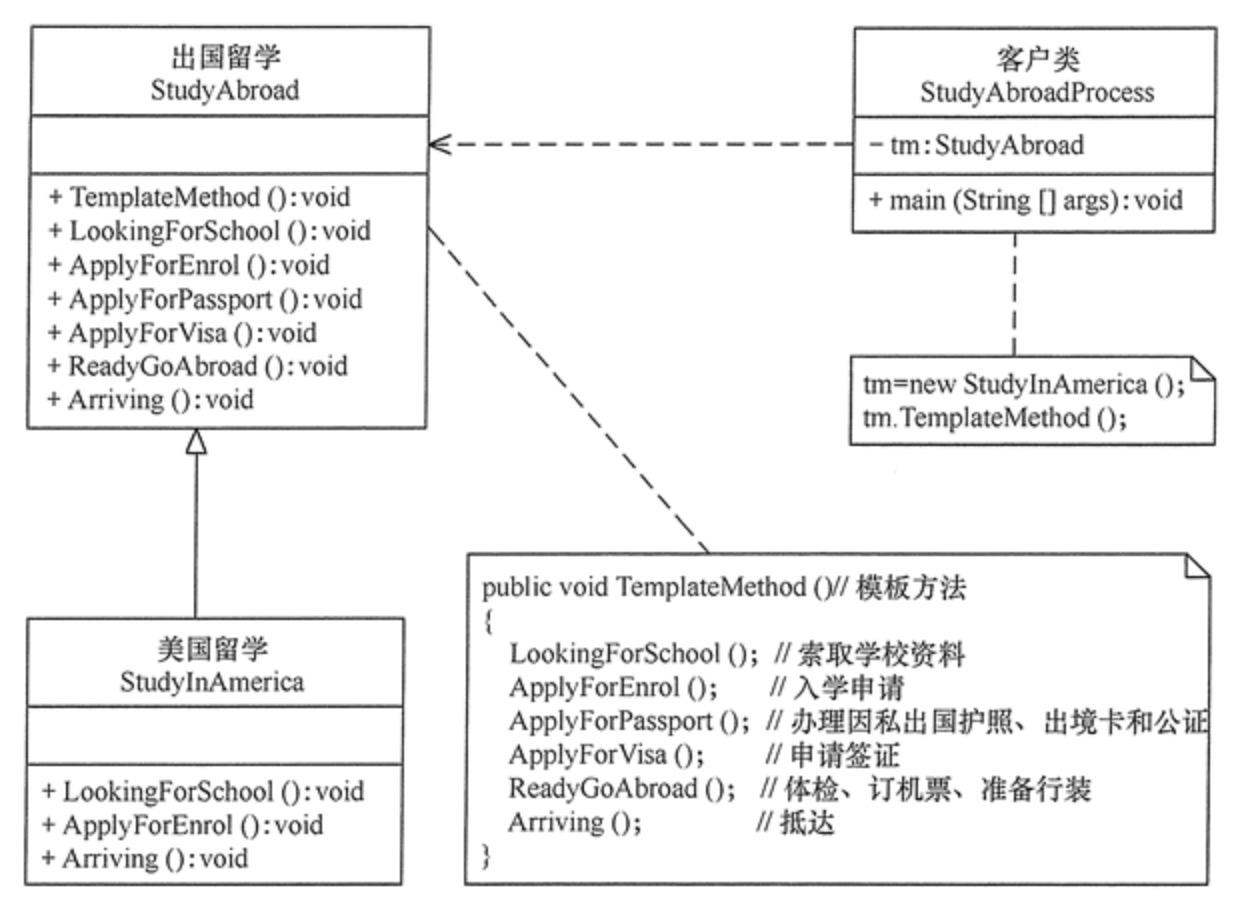 出国留学
StudyAbroad
+ TemplateMethod ():void
+ LookingForSchool ():void
+ ApplyForEnrol ():void
+ ApplyForPassport ():void
+ ApplyForVisa ():void
+ ReadyGoAbroad ():void
+ Arriving ():void
客户类
StudyAbroadProcess
- tm:StudyAbroad
+ main (String [] args):void
tm=new StudyInAmerica ();
tm.TemplateMethod ();
美国留学
StudyInAmerica
+ LookingForSchool ():void
+ ApplyForEnrol ():void
+ Arriving ():void
public void TemplateMethod ()// 模板方法
{
LookingForSchool (); // 索取学校资料
ApplyForEnrol (); // 入学申请
ApplyForPassport (); // 办理因私出国护照、出境卡和公证
ApplyForVisa (); // 申请签证
ReadyGoAbroad (); // 体检、订机票、准备行装
Arriving (); // 抵达
}